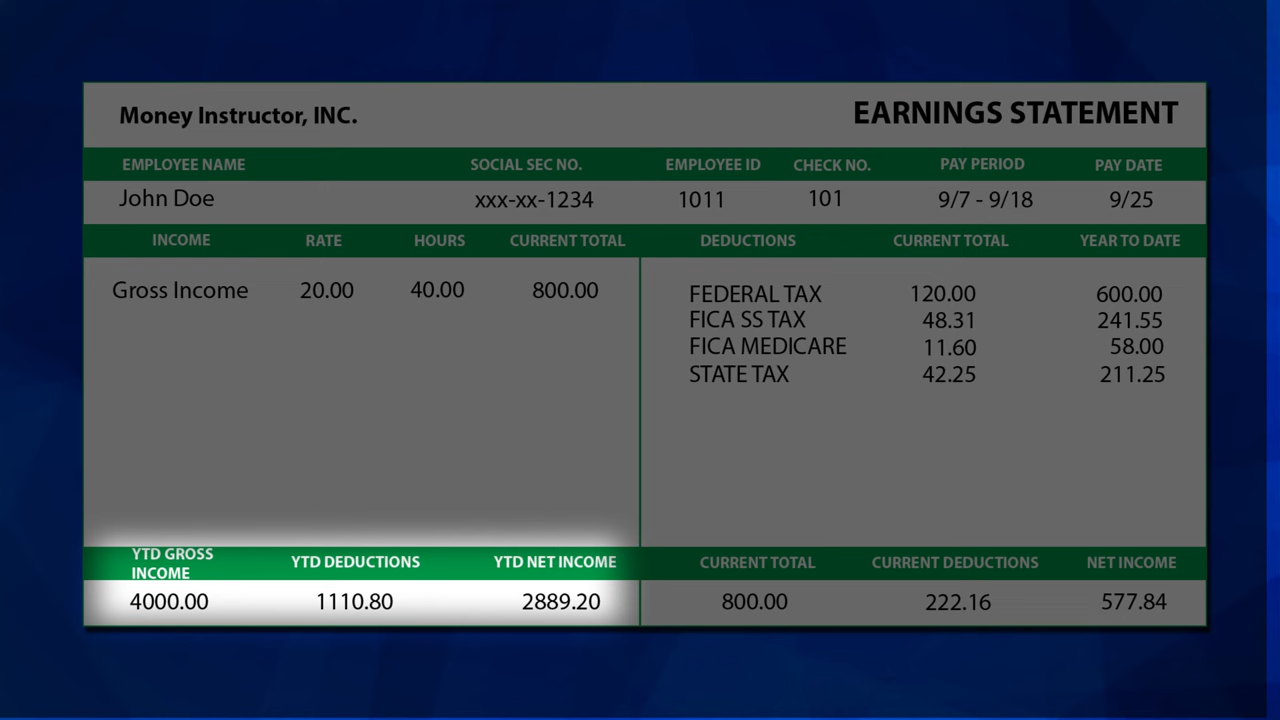 Money Instructor, INC.
EARNINGS STATEMENT
EMPLOYEE NAME SOCIAL SEC NO. EMPLOYEE ID CHECK NO. PAY PERIOD PAY DATE
John Doe xxx-xx-1234 1011 101 9/7 - 9/18 9/25
INCOME RATE HOURS CURRENT TOTAL DEDUCTIONS CURRENT TOTAL YEAR TO DATE
Gross Income 20.00 40.00 800.00
FEDERAL TAX 120.00 600.00
FICA SS TAX 48.31 241.55
FICA MEDICARE 11.60 58.00
STATE TAX 42.25 211.25
YTD GROSS
INCOME
YTD DEDUCTIONS YTD NET INCOME CURRENT TOTAL CURRENT DEDUCTIONS NET INCOME
4000.00 1110.80 2889.20 800.00 222.16 577.84